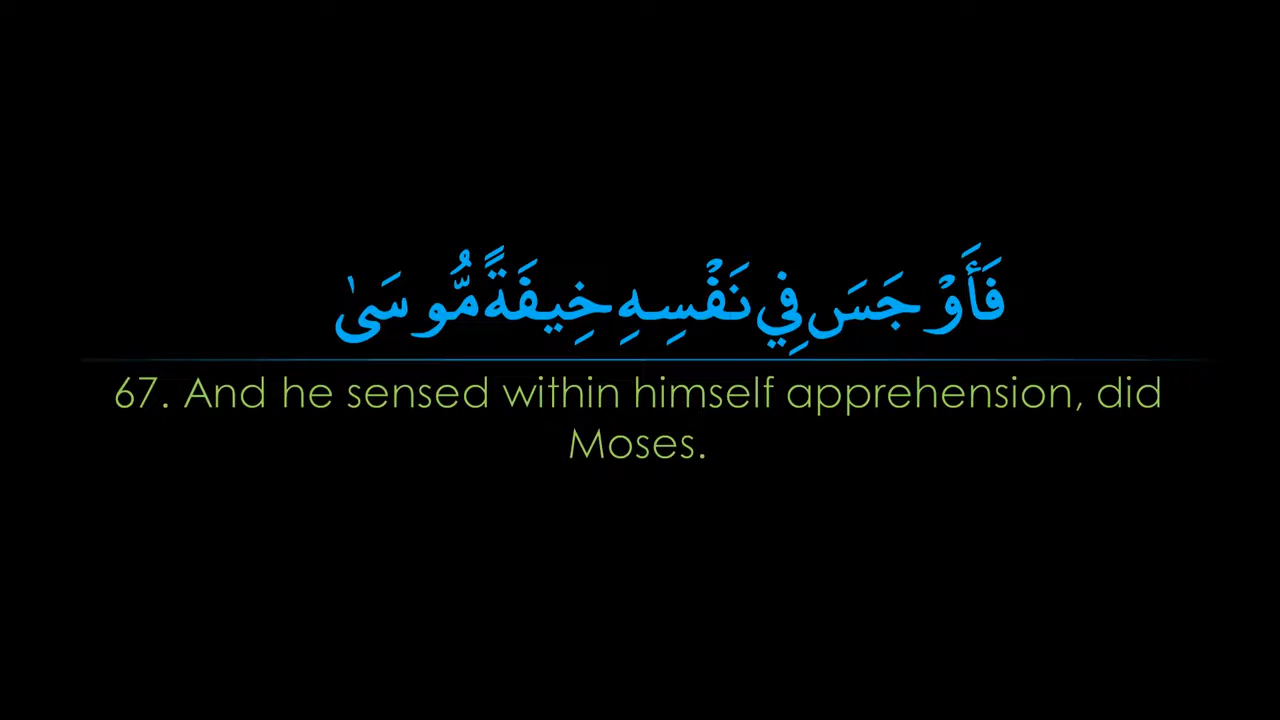 فَأَوْجَسَ فِي نَفْسِهِ خِيفَةً مُّوسَىٰ
67. And he sensed within himself apprehension, did
Moses.